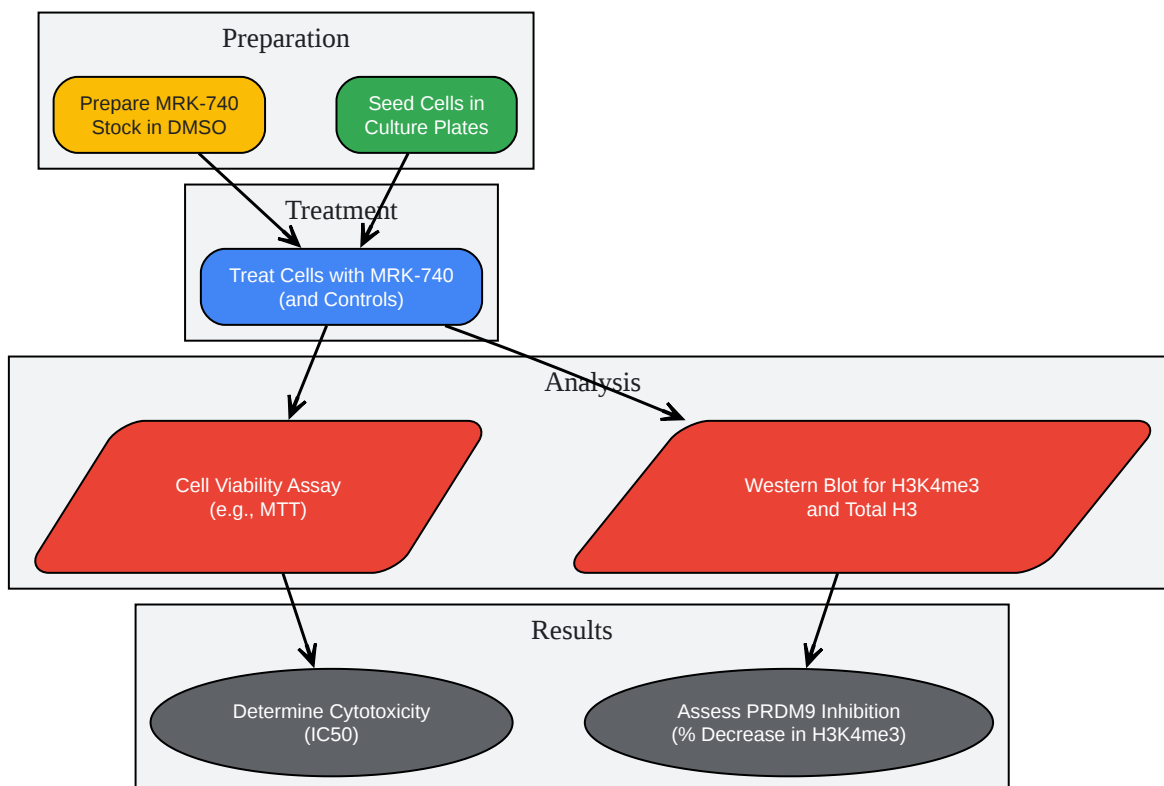 Preparation
Prepare MRK-740
Stock in DMSO
Seed Cells in
Culture Plates
Treatment
Treat Cells with MRK-740
(and Controls)
Analysis
Cell Viability Assay
(e.g., MTT)
Western Blot for H3K4me3
and Total H3
Results
Determine Cytotoxicity
(IC50)
Assess PRDM9 Inhibition
(% Decrease in H3K4me3)